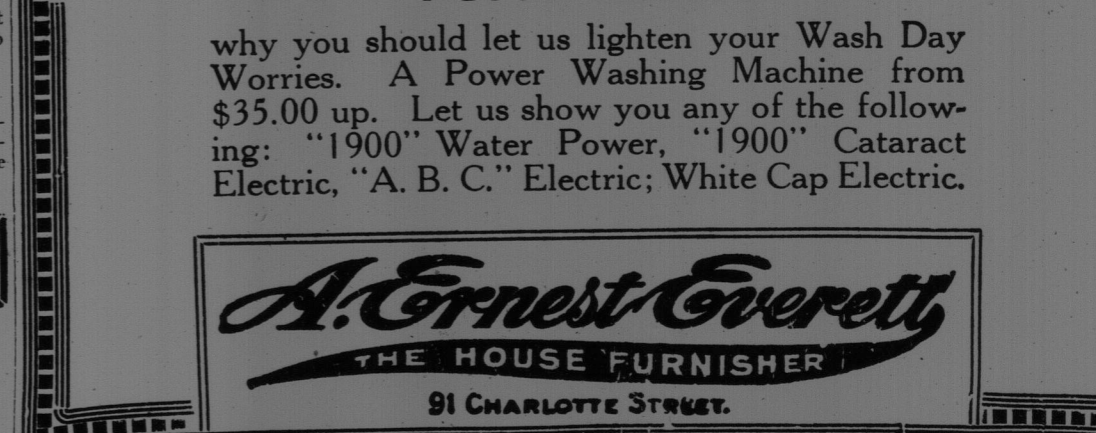 why you should let us lighten your Wash Day
Worries. A Power Washing Machine from
$35.00 up. Let us show you any of the follow-
ing: "1900" Water Power, "1900" Cataract
Electric, "A. B. C." Electric; White Cap Electric.
A. Ernest Everett
THE HOUSE FURNISHER
91 CHARLOTTE STREET.